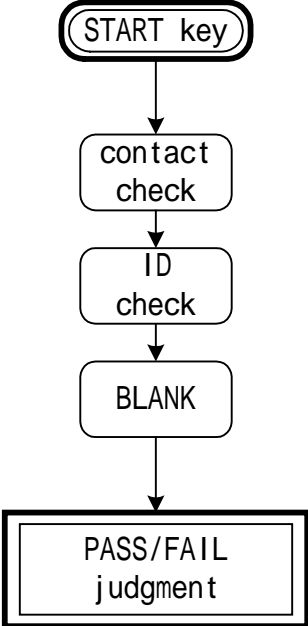 START key
contact
check
ID
check
BLANK
PASS/FAIL
judgment